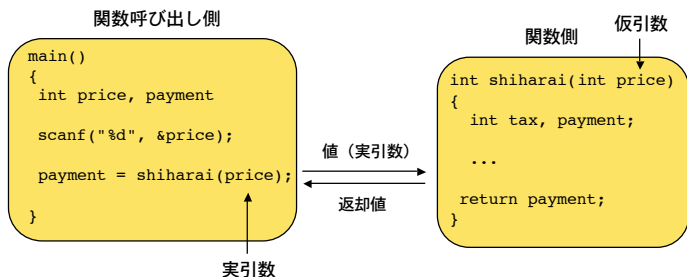 関数呼び出し側
main()
{
int price, payment
scanf("%d", &price);
payment = shiharai(price);
}
実引数
値（実引数）
返却値
関数側
仮引数
int shiharai(int price)
{
int tax, payment;
...
return payment;
}